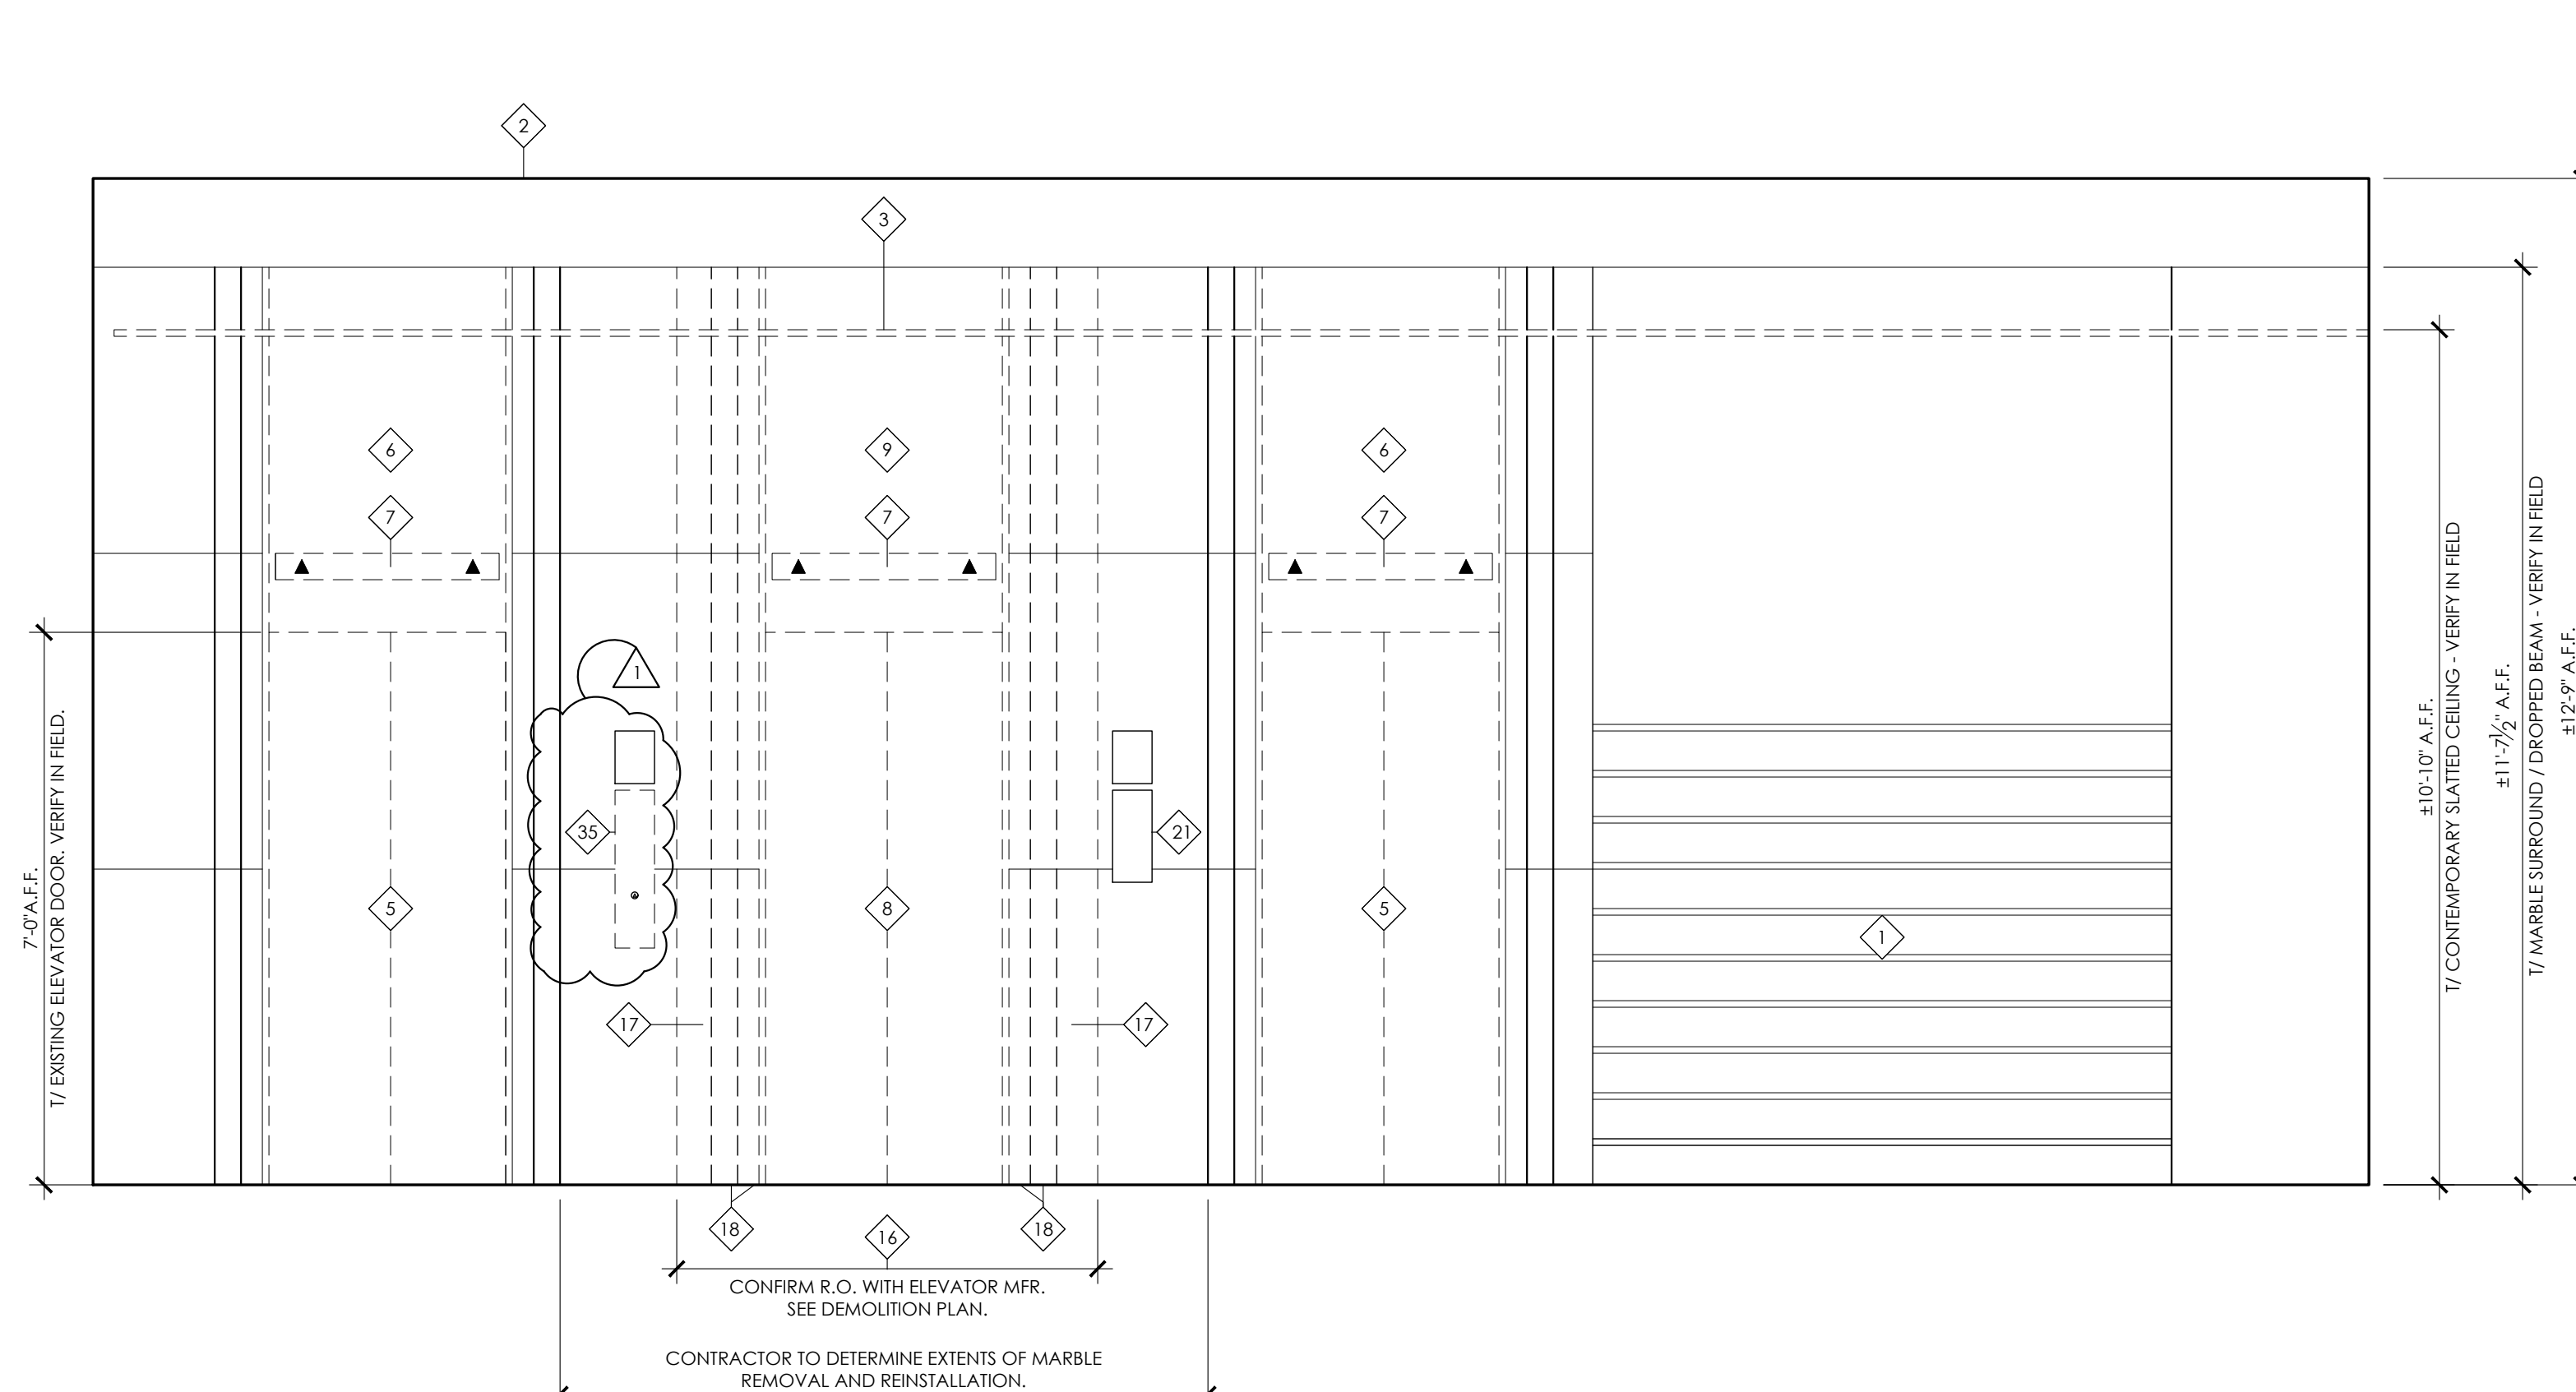 2
3
6
9
6
7
7
7
1
35
21
5
8
5
1
17
17
18
16
18
CONFIRM R.O. WITH ELEVATOR MFR.
SEE DEMOLITION PLAN.
CONTRACTOR TO DETERMINE EXTENTS OF MARBLE
REMOVAL AND REINSTALLATION.
7'-0"A.F.F.
T/ EXISTING ELEVATOR DOOR. VERIFY IN FIELD.
±10'-10" A.F.F.
T/ CONTEMPORARY SLATTED CEILING - VERIFY IN FIELD
±11'-7½" A.F.F.
T/ MARBLE SURROUND / DROPPED BEAM - VERIFY IN FIELD
±12'-9" A.F.F.